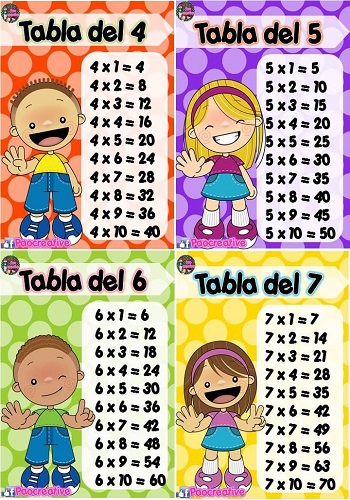 Tabla del 4
4 x 1 = 4
4 x 2 = 8
4 x 3 = 12
4 x 4 = 16
4 x 5 = 20
4 x 6 = 24
4 x 7 = 28
4 x 8 = 32
4 x 9 = 36
4 x 10 = 40
Paocreative
Tabla del 5
5 x 1 = 5
5 x 2 = 10
5 x 3 = 15
5 x 4 = 20
5 x 5 = 25
5 x 6 = 30
5 x 7 = 35
5 x 8 = 40
5 x 9 = 45
5 x 10 = 50
Paocreative
Tabla del 6
6 x 1 = 6
6 x 2 = 12
6 x 3 = 18
6 x 4 = 24
6 x 5 = 30
6 x 6 = 36
6 x 7 = 42
6 x 8 = 48
6 x 9 = 54
6 x 10 = 60
Paocreative
Tabla del 7
7 x 1 = 7
7 x 2 = 14
7 x 3 = 21
7 x 4 = 28
7 x 5 = 35
7 x 6 = 42
7 x 7 = 49
7 x 8 = 56
7 x 9 = 63
7 x 10 = 70
Paocreative